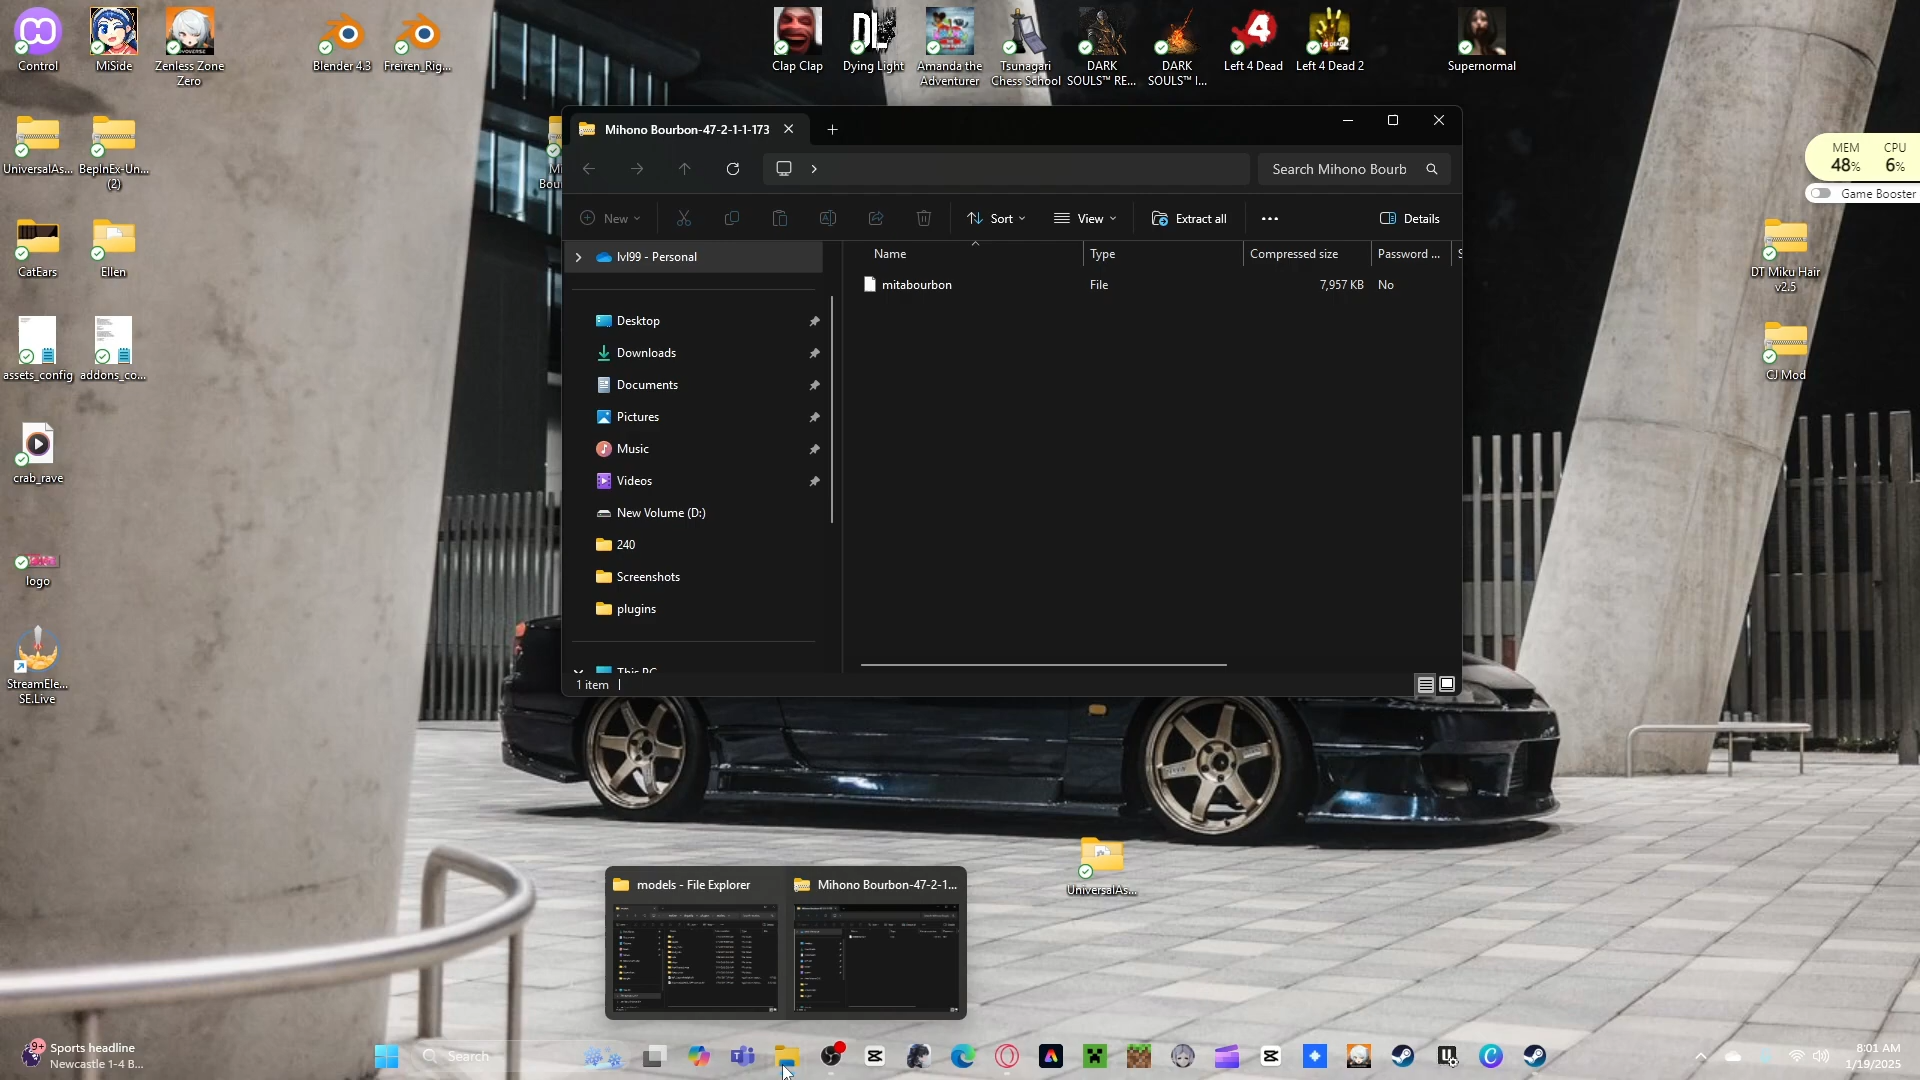 Control
MiSide
Zenless Zone
Zero
Blender 4.3
Freiren_Rig...
Clap Clap
Dying Light
Amanda the
Adventurer
Tsunagari
Chess School
DARK
SOULS™ RE...
DARK
SOULS™ I...
Left 4 Dead
Left 4 Dead 2
Supernormal
UniversalAs...
BepInEx-Un...
(2)
CatEars
Ellen
assets_config
addons_co...
crab_rave
logo
StreamEle...
SE.Live
Mihono Bourbon-47-2-1-1-173
Search Mihono Bourb
New
Sort
View
Extract all
Details
lvl99 - Personal
Name
Type
Compressed size
Password ...
mitabourbon
File
7,957 KB
No
Desktop
Downloads
Documents
Pictures
Music
Videos
New Volume (D:)
240
Screenshots
plugins
This PC
1 item
MEM
48%
CPU
6%
Game Booster
DT Miku Hair
v2.5
CJ Mod
UniversalAs...
models - File Explorer
Mihono Bourbon-47-2-1...
9+
Sports headline
Newcastle 1-4 B...
Search
8:01 AM
1/19/2025